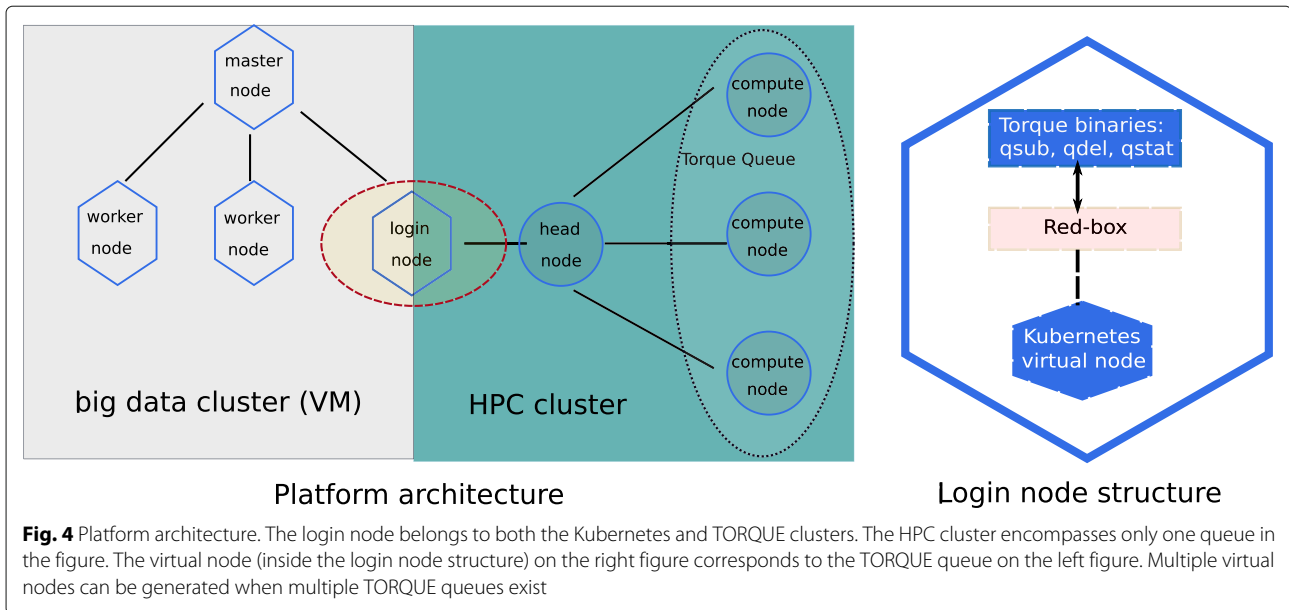 master
node
worker
node
worker
node
login
node
head
node
compute
node
Torque Queue
compute
node
compute
node
big data cluster (VM)
HPC cluster
Platform architecture
Torque binaries:
qsub, qdel, qstat
Red-box
Kubernetes
virtual node
Login node structure
Fig. 4 Platform architecture. The login node belongs to both the Kubernetes and TORQUE clusters. The HPC cluster encompasses only one queue in
the figure. The virtual node (inside the login node structure) on the right figure corresponds to the TORQUE queue on the left figure. Multiple virtual
nodes can be generated when multiple TORQUE queues exist